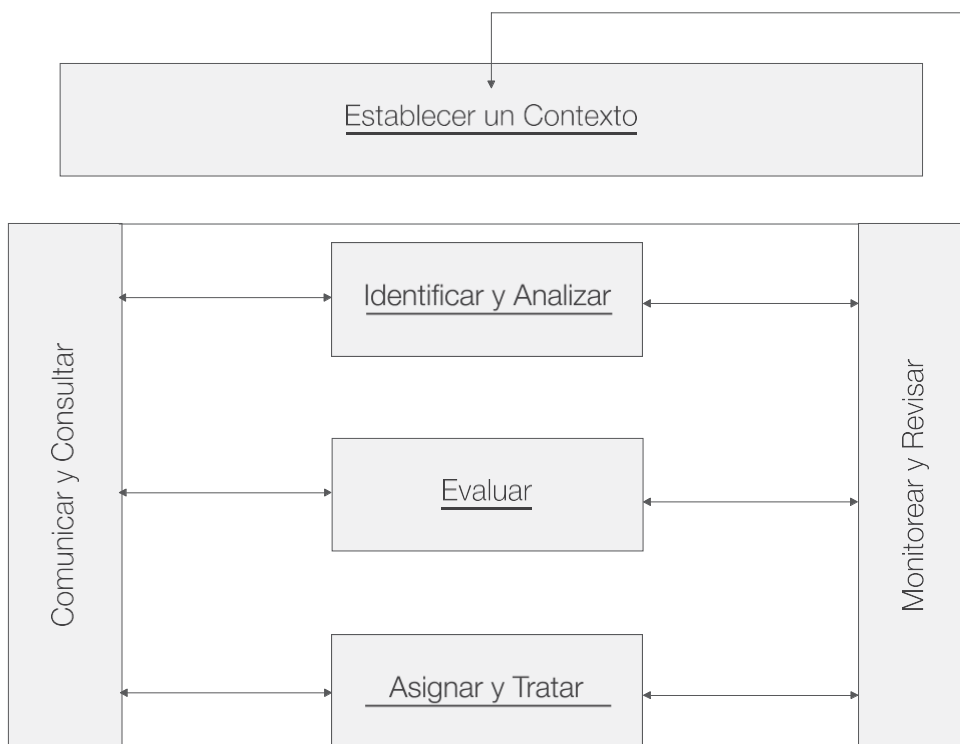 Establecer un Contexto
Identificar y Analizar
Comunicar y Consultar
Monitorear y Revisar
Evaluar
Asignar y Tratar